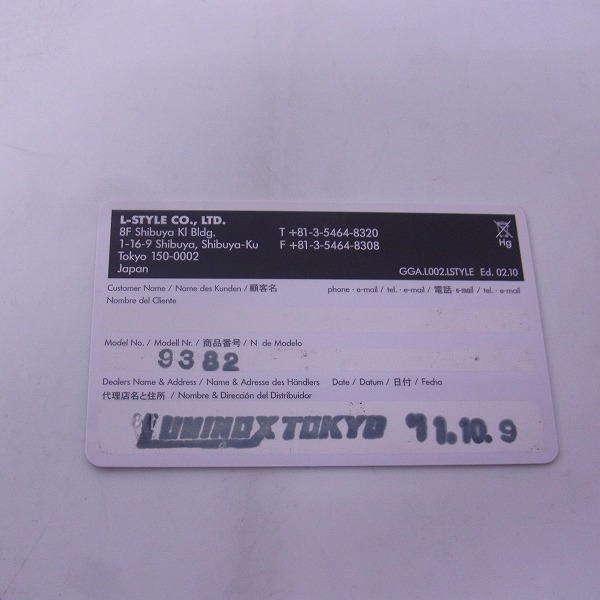 L-STYLE CO., LTD.
8F Shibuya KI Bldg. T +81-3-5464-8320
1-16-9 Shibuya, Shibuya-Ku F +81-3-5464-8308
Tokyo 150-0002
Japan
Hg
GGA.L002.LSTYLE Ed. 02.10
Customer Name / Name des Kunden / 顧客名 phone · e-mail / tel. · e-mail / 電話·e-mail / tel. · e-mail
Nombre del Cliente
Model No. / Modell Nr. / 商品番号 / N de Modelo
9382
Dealers Name & Address / Name & Adresse des Händlers Date / Datum / 日付 / Fecha
代理店名と住所 / Nombre & Dirección del Distribuidor
LUMINOX TOKYO 11.10.9